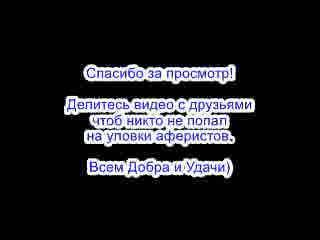 Спасибо за просмотр!
Делитесь видео с друзьями
чтоб никто не попал
на уловки аферистов.
Всем Добра и Удачи)